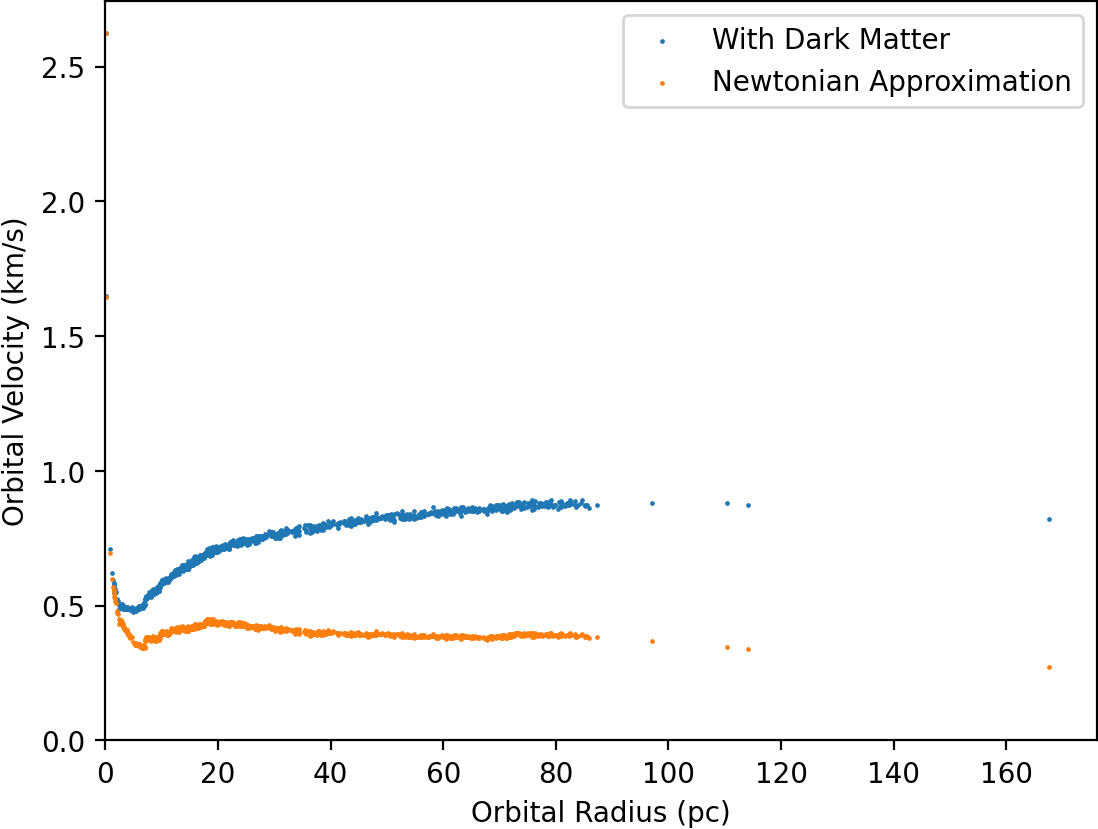 With Dark Matter
Newtonian Approximation
2.5
2.0
1.5
1.0
0.5
0.0
Orbital Velocity (km/s)
0 20 40 60 80 100 120 140 160
Orbital Radius (pc)